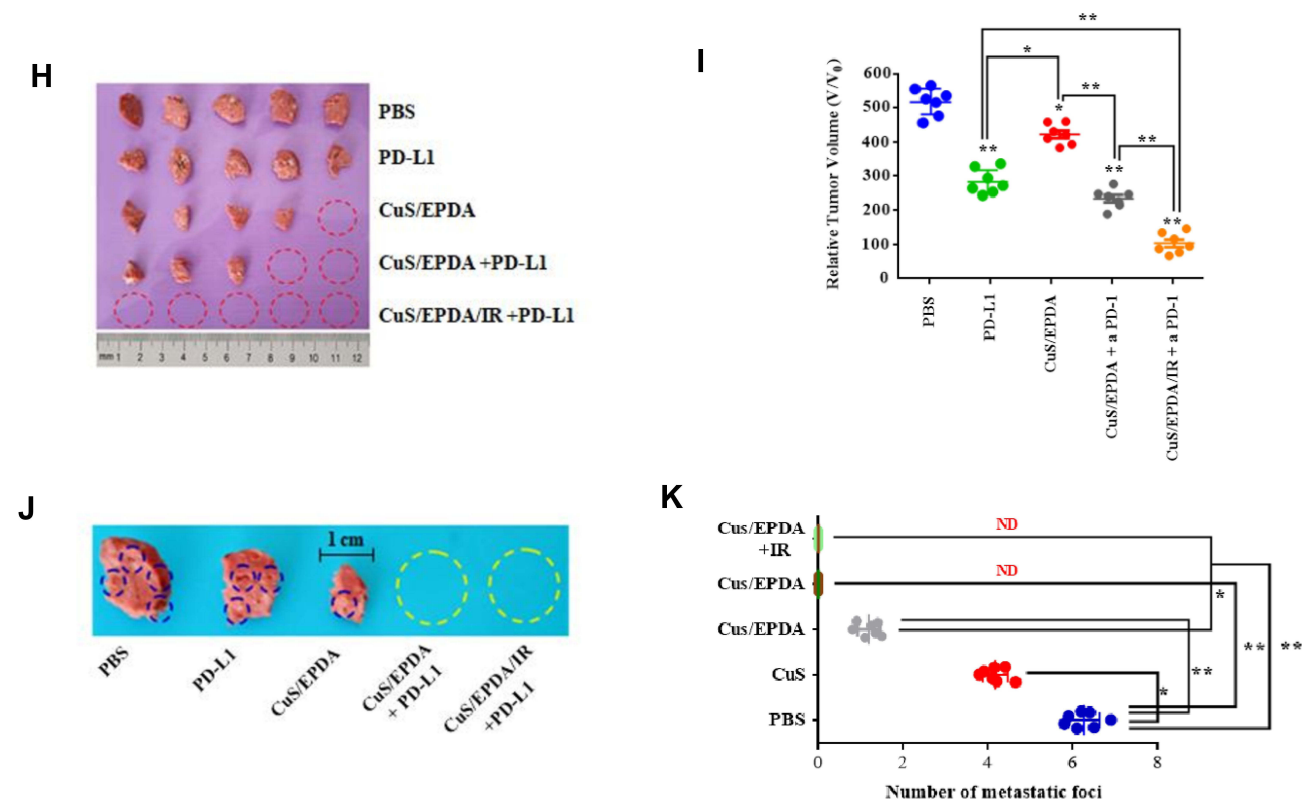 H
PBS
PD-L1
CuS/EPDA
CuS/EPDA +PD-L1
CuS/EPDA/IR +PD-L1
mm 1 2 3 4 5 6 7 8 9 10 11 12
I
Relative Tumor Volume (V/V0)
600
500
400
300
200
100
0
**
*
**
**
**
*
**
**
PBS
PD-L1
CuS/EPDA
CuS/EPDA + a PD-1
CuS/EPDA/IR + a PD-1
J
1 cm
PBS
PD-L1
CuS/EPDA
CuS/EPDA
+ PD-L1
CuS/EPDA/IR
+PD-L1
K
Cus/EPDA
+IR
Cus/EPDA
Cus/EPDA
CuS
PBS
ND
ND
*
**
**
**
*
0 2 4 6 8
Number of metastatic foci